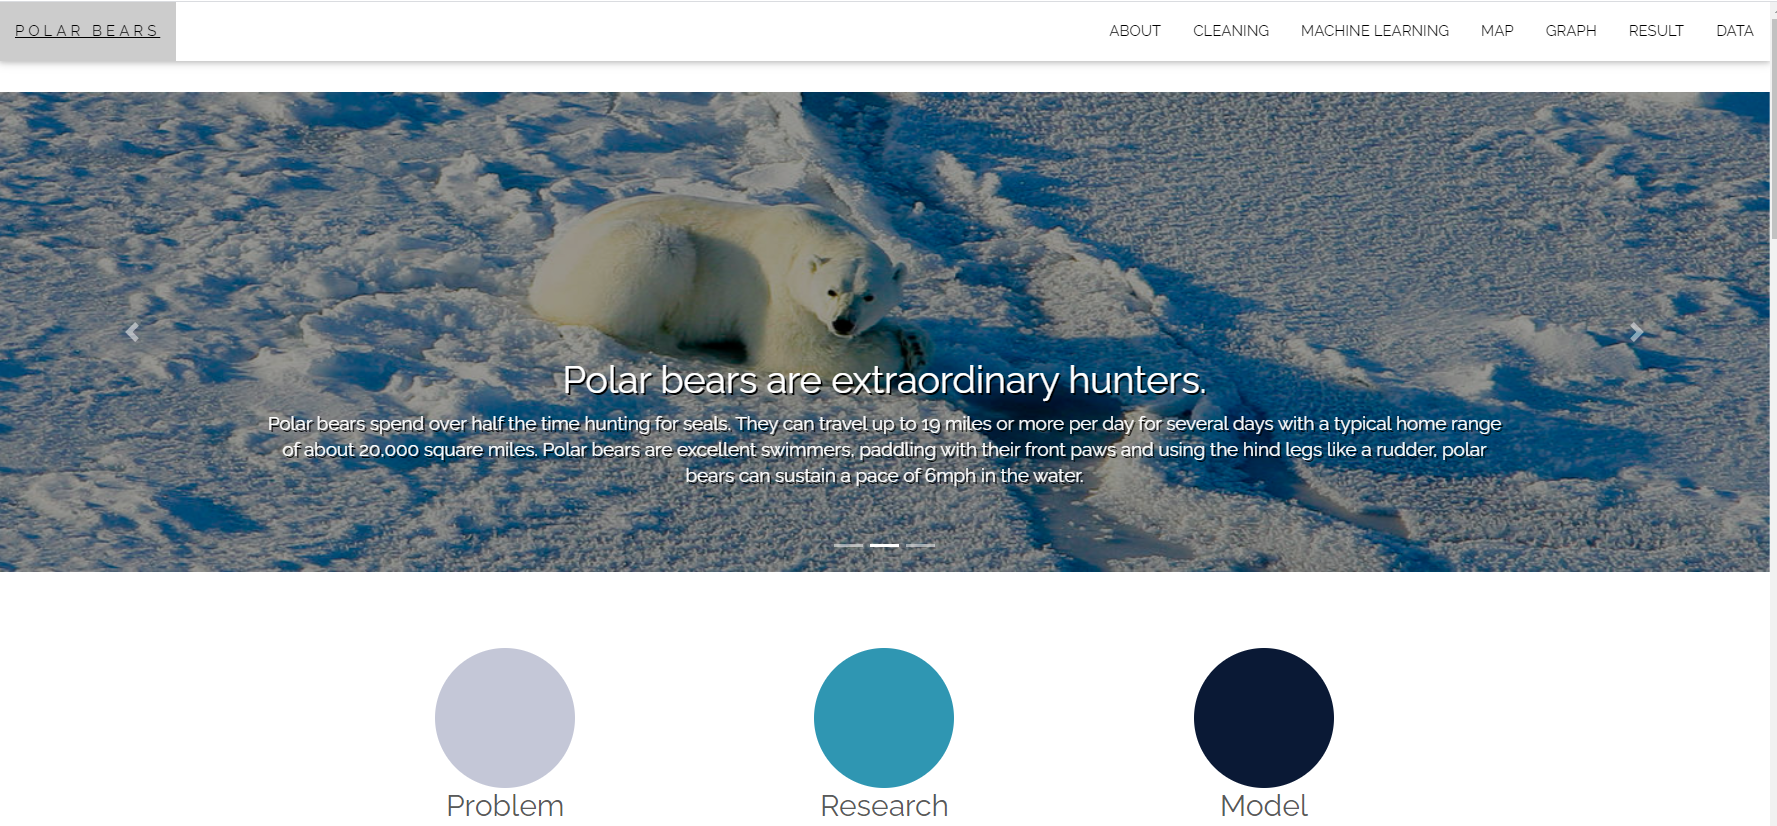 POLAR BEARS
ABOUT CLEANING MACHINE LEARNING MAP GRAPH RESULT DATA
Polar bears are extraordinary hunters.
Polar bears spend over half the time hunting for seals. They can travel up to 19 miles or more per day for several days with a typical home range
of about 20,000 square miles. Polar bears are excellent swimmers, paddling with their front paws and using the hind legs like a rudder, polar
bears can sustain a pace of 6mph in the water.
Problem
Research
Model